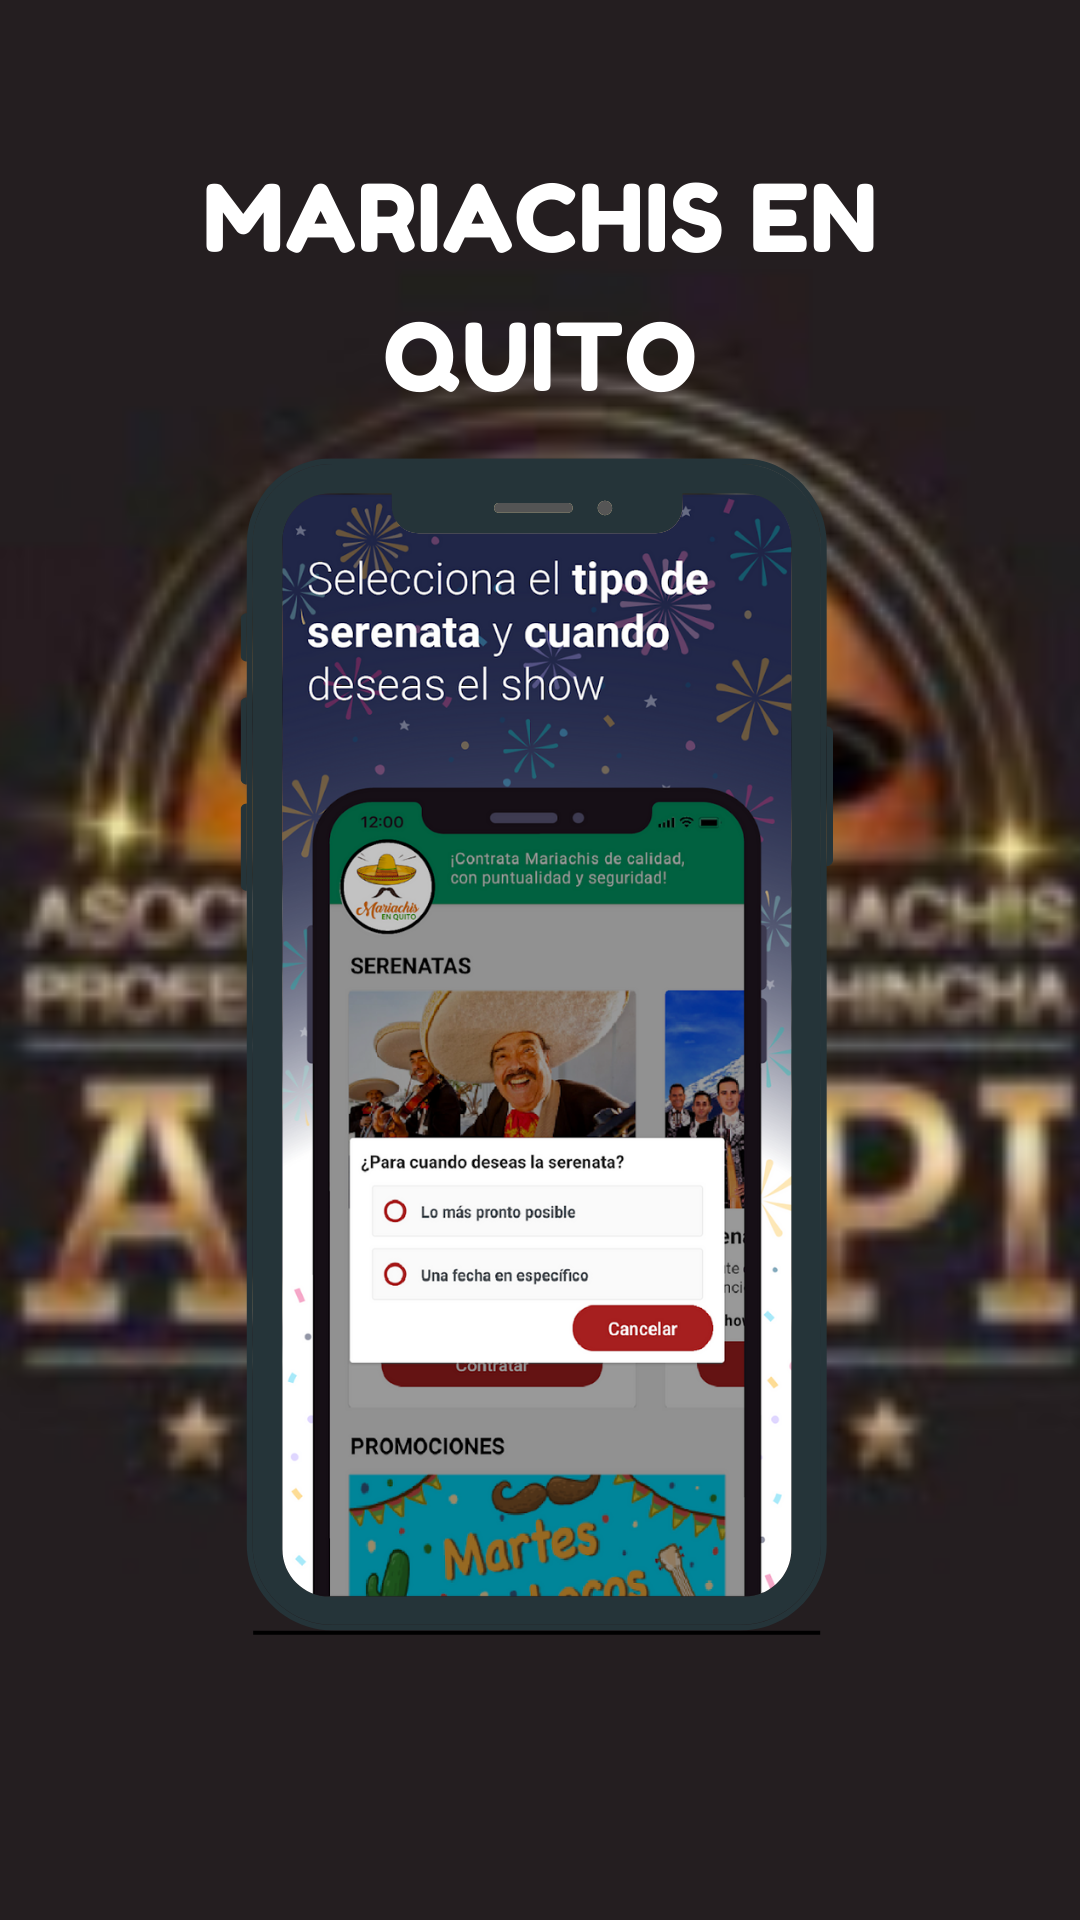 MARIACHIS EN
QUITO
Selecciona el tipo de
serenata y cuando
deseas el show
12:00
¡Contrata Mariachis de calidad,
con puntualidad y seguridad!
Mariachis
EN QUITO
ASOC
ACHIS
PROFE
HINCHA
A
PI
SERENATAS
¿Para cuando deseas la serenata?
Lo más pronto posible
Una fecha en específico
Cancelar
Contratar
PROMOCIONES
Martes
Locos